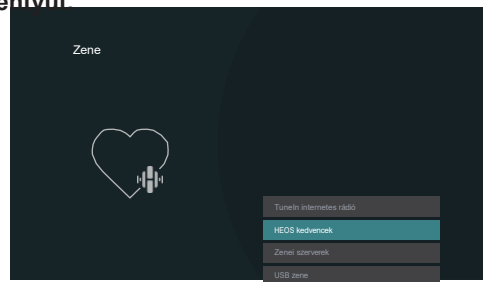 Zene
TuneIn internetes rádió
HEOS kedvencek
Zenei szerverek
USB zene